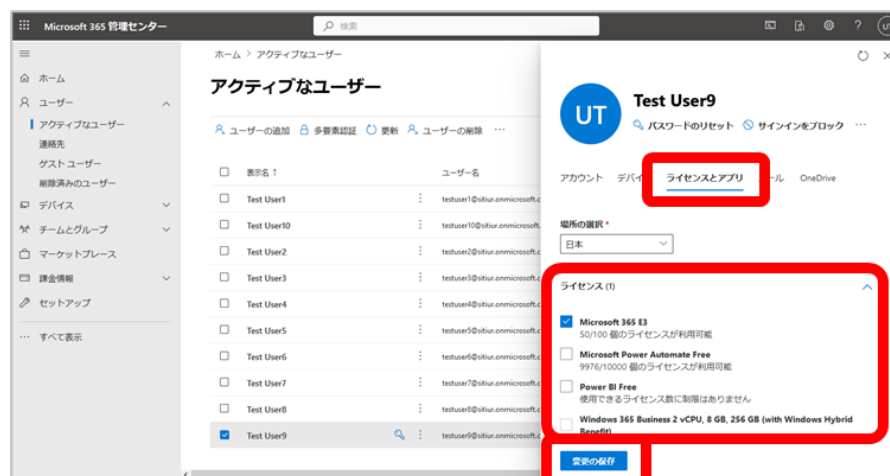 Microsoft 365 管理センター
検索
?
UT
ホーム
ユーザー
アクティブなユーザー
連絡先
ゲスト ユーザー
削除済みのユーザー
デバイス
チームとグループ
マーケットプレース
課金情報
セットアップ
すべて表示
ホーム > アクティブなユーザー
アクティブなユーザー
ユーザーの追加 多要素認証 更新 ユーザーの削除
表示名 ↑ ユーザー名
Test User1 testuser1@sitiur.onmicrosoft.c
Test User10 testuser10@sitiur.onmicrosoft.
Test User2 testuser2@sitiur.onmicrosoft.c
Test User3 testuser3@sitiur.onmicrosoft.c
Test User4 testuser4@sitiur.onmicrosoft.c
Test User5 testuser5@sitiur.onmicrosoft.c
Test User6 testuser6@sitiur.onmicrosoft.c
Test User7 testuser7@sitiur.onmicrosoft.c
Test User8 testuser8@sitiur.onmicrosoft.c
Test User9 testuser9@sitiur.onmicrosoft.c
UT
Test User9
パスワードのリセット サインインをブロック
アカウント デバイ ライセンスとアプリ ール OneDrive
場所の選択 *
日本
ライセンス (1)
Microsoft 365 E3
50/100 個のライセンスが利用可能
Microsoft Power Automate Free
9976/10000 個のライセンスが利用可能
Power BI Free
使用できるライセンス数に制限はありません
Windows 365 Business 2 vCPU, 8 GB, 256 GB (with Windows Hybrid
Benefit)
変更の保存